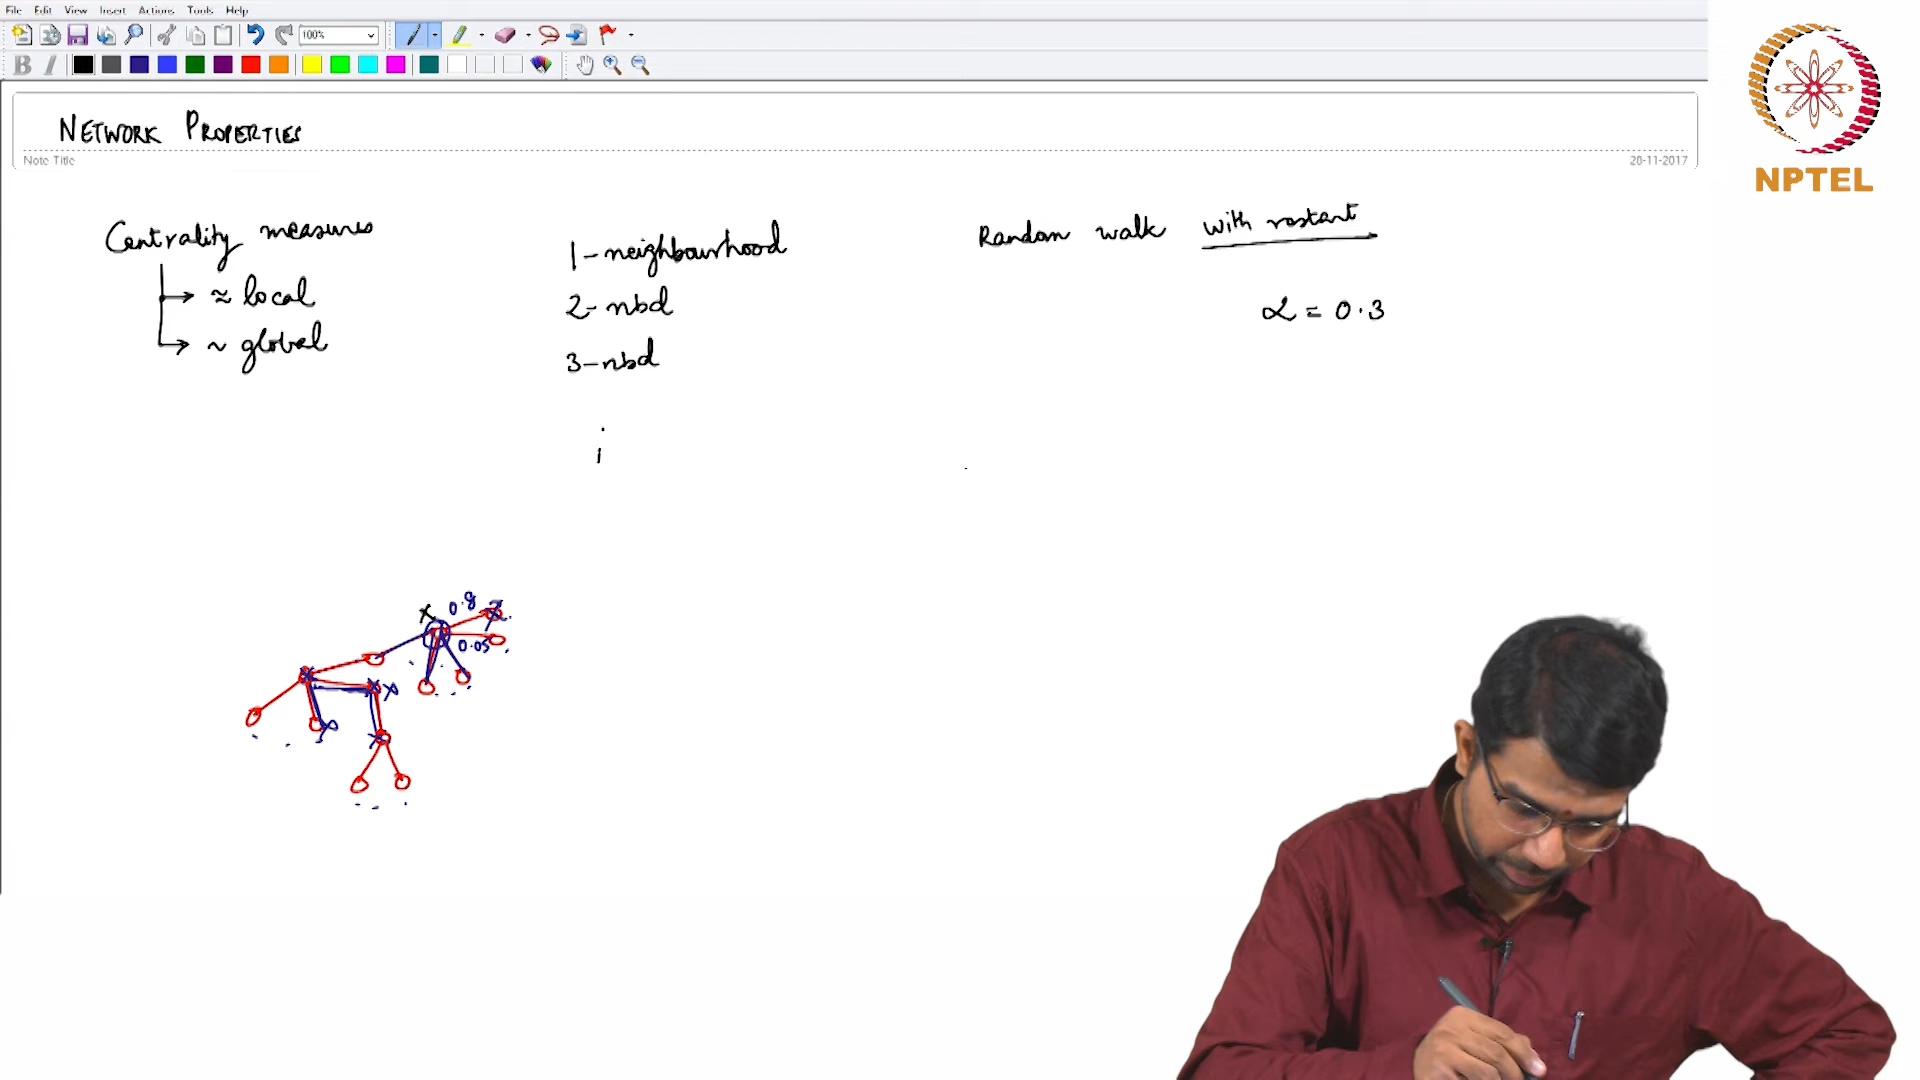 File Edit View Insert Actions Tools Help
100%
B I
NPTEL
NETWORK PROPERTIES
Note Title
20-11-2017
Centrality measures
→ ≈ local
→ ~ global
1-neighbourhood
2-nbd
3-nbd
i
Random walk with restart
α = 0.3
x 0.8
0.05